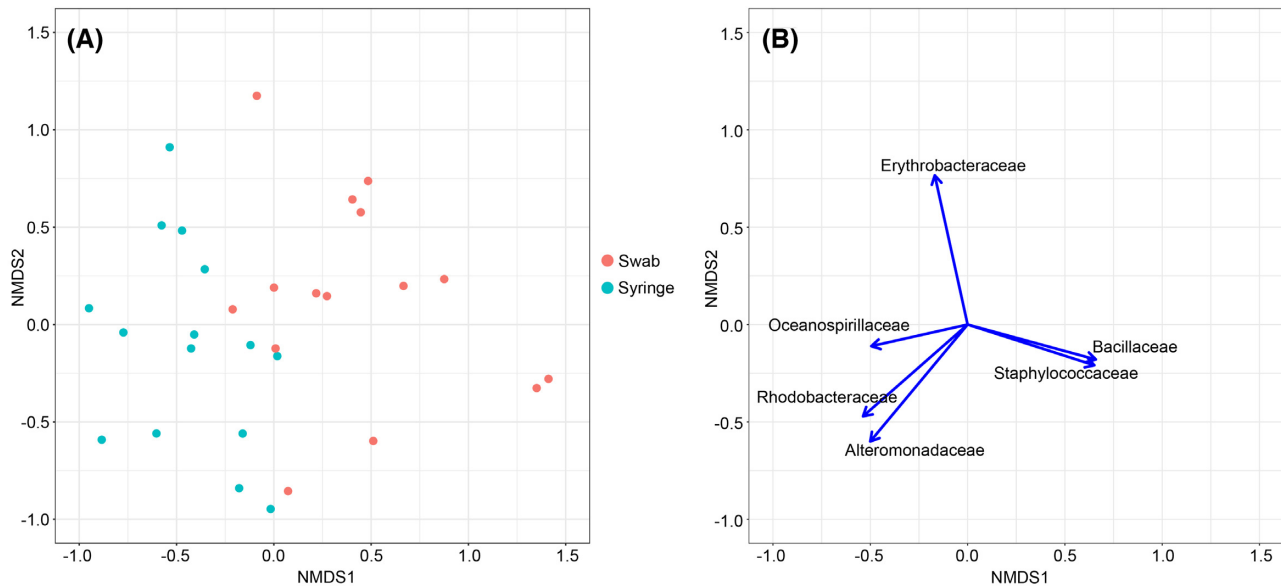 (A)
1.5
1.0
0.5
0.0
-0.5
-1.0
NMDS2
-1.0 -0.5 0.0 0.5 1.0 1.5
NMDS1
Swab
Syringe
(B)
1.5
1.0
0.5
0.0
-0.5
-1.0
NMDS2
Erythrobacteraceae
Oceanospirillaceae
Bacillaceae
Staphylococcaceae
Rhodobacteraceae
Alteromonadaceae
-1.0 -0.5 0.0 0.5 1.0 1.5
NMDS1